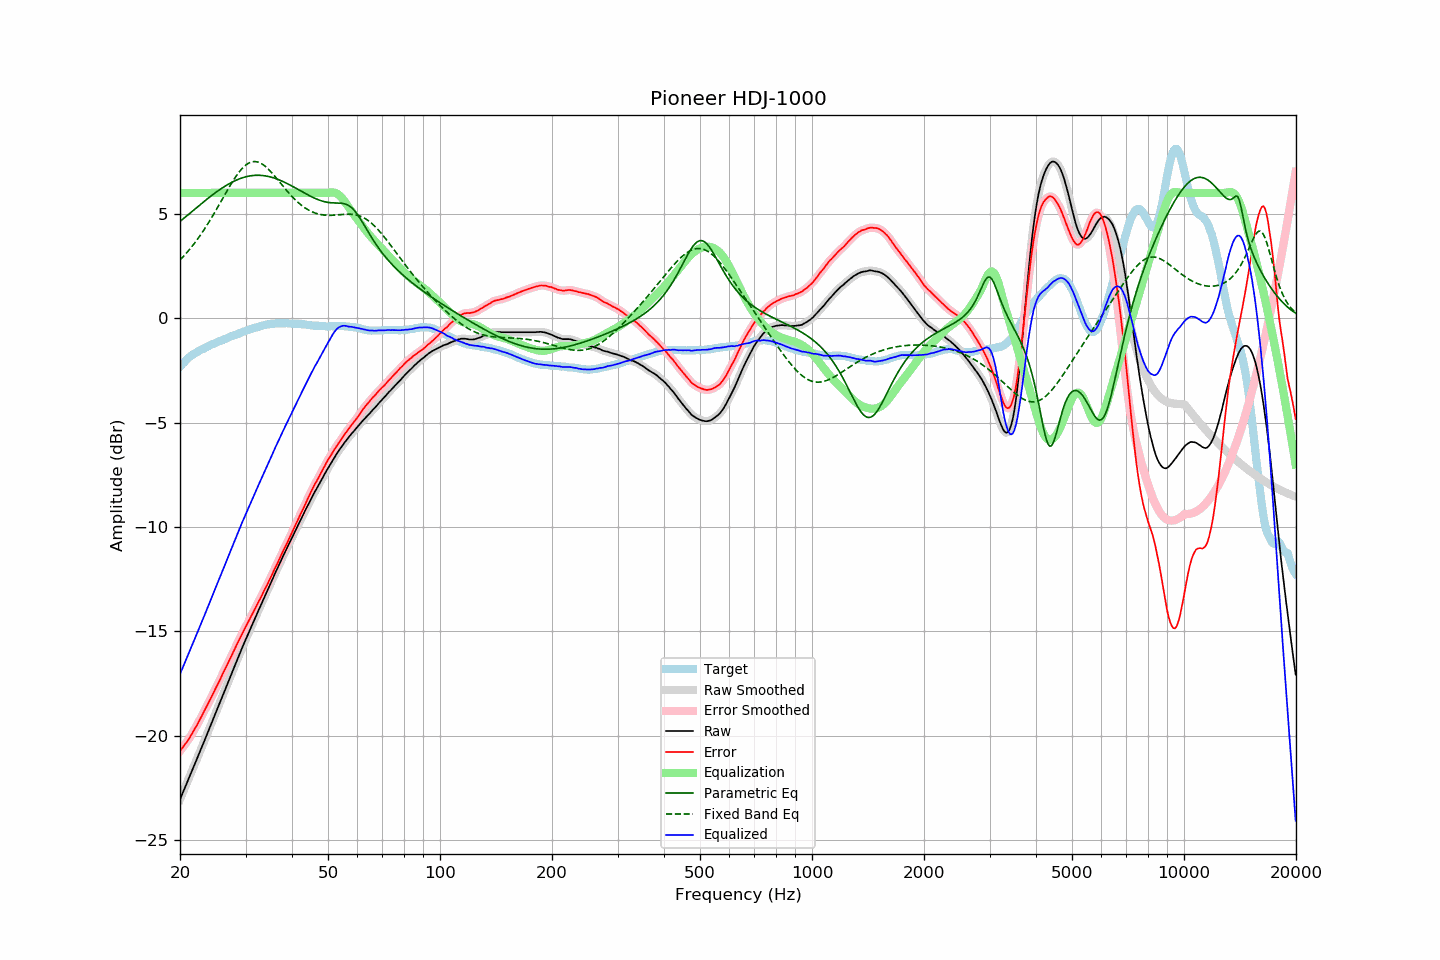 Pioneer HDJ-1000
Amplitude (dBr)
5
0
−5
−10
−15
−20
−25
Target
Raw Smoothed
Error Smoothed
Raw
Error
Equalization
Parametric Eq
Fixed Band Eq
Equalized
20
50
100
200
500
1000
2000
5000
10000
20000
Frequency (Hz)